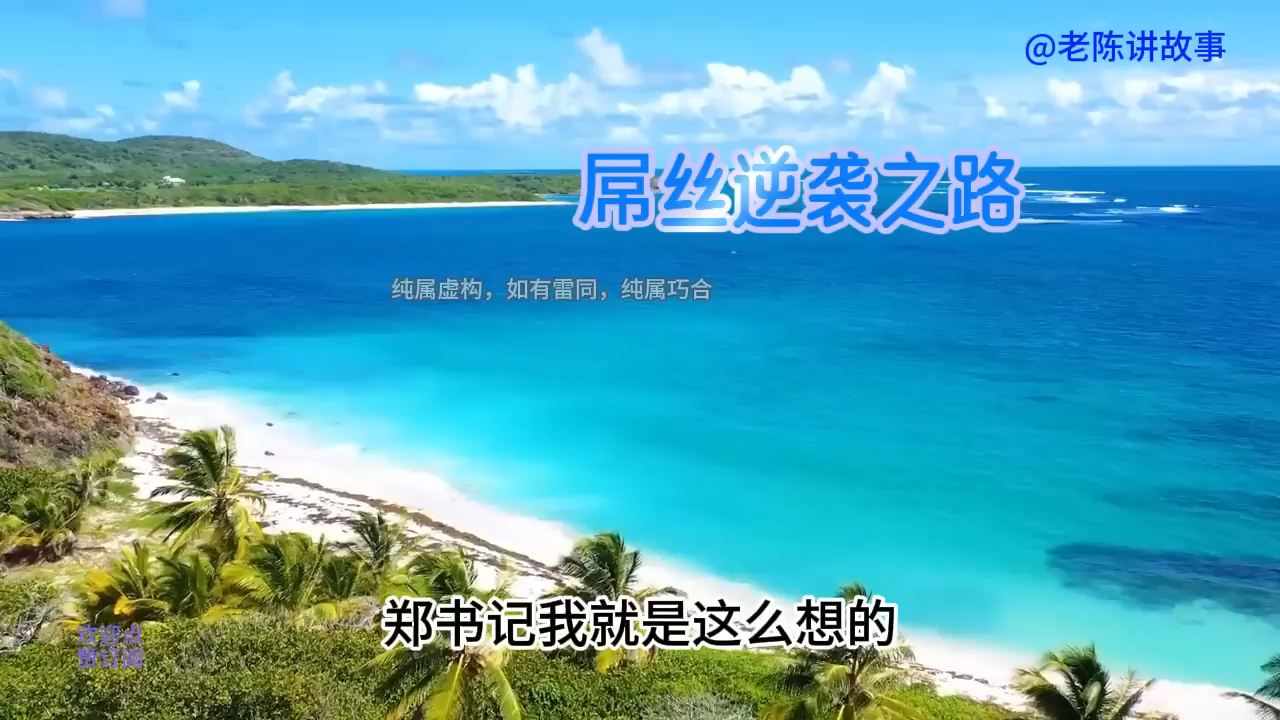 @老陈讲故事
屌丝逆袭之路
纯属虚构，如有雷同，纯属巧合
郑书记我就是这么想的
欢迎点
赞订阅